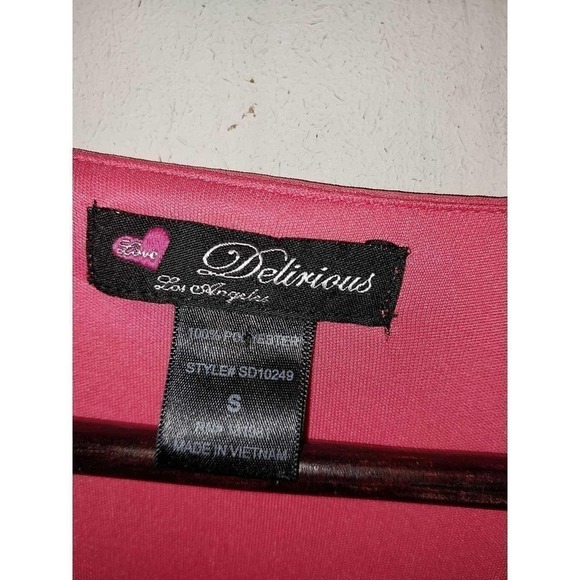 Love Delirious
Los Angeles
100% POLYESTER
STYLE# SD10249
S
MADE IN VIETNAM